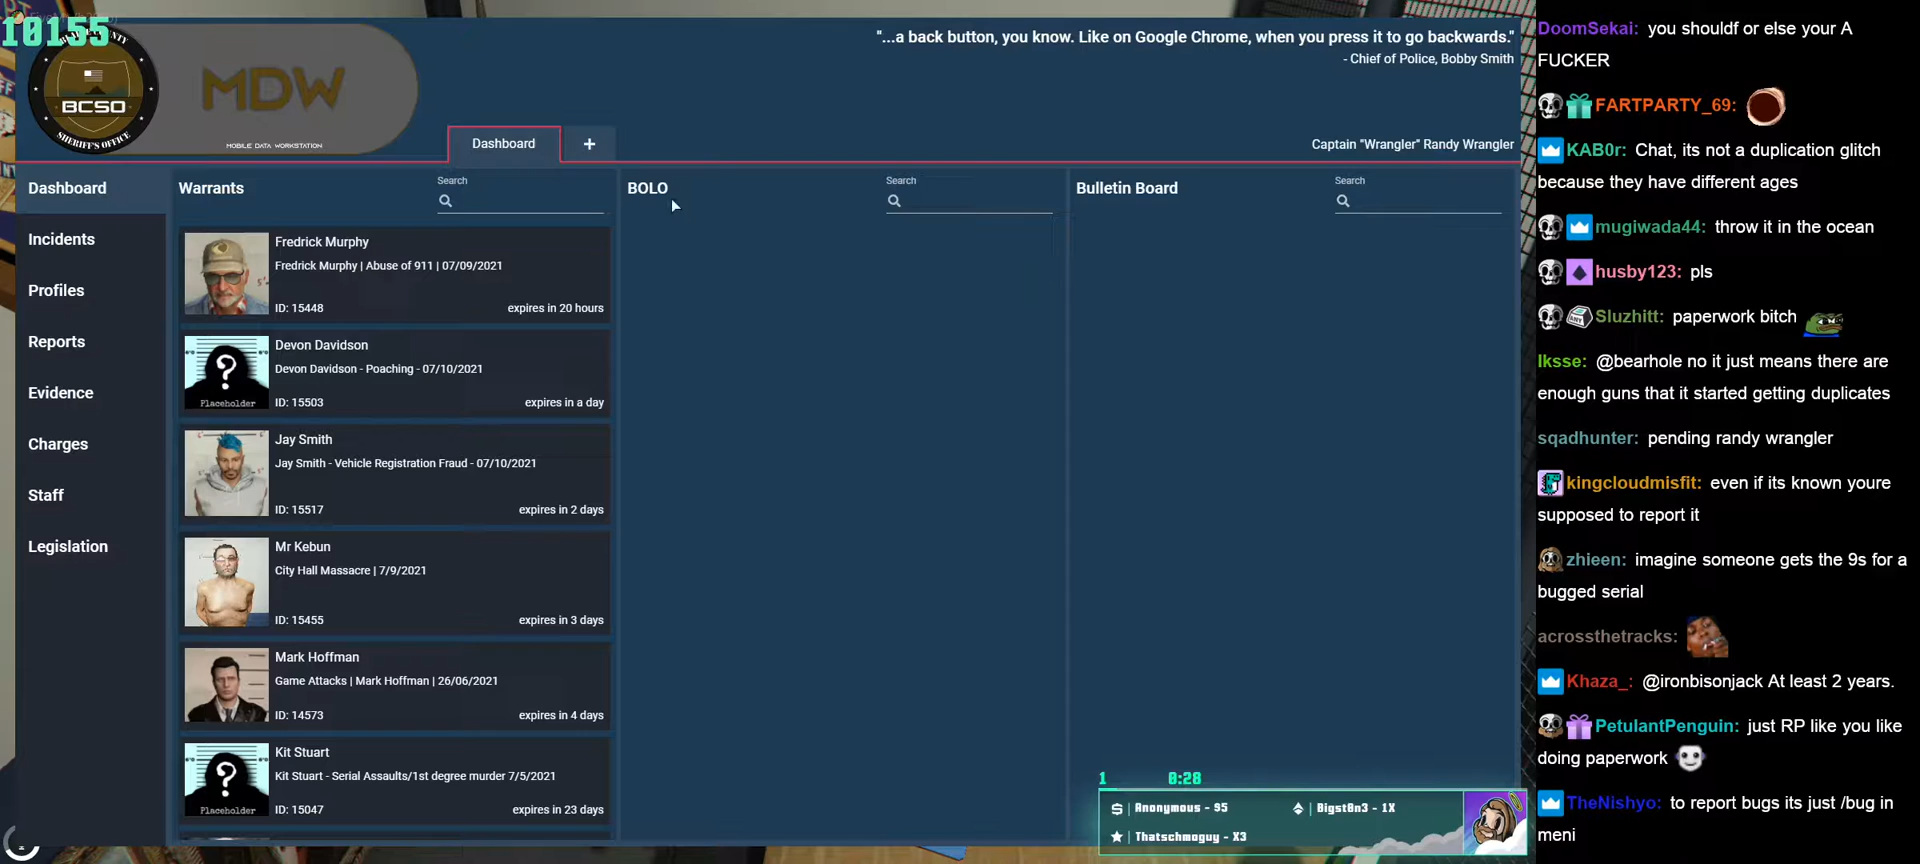 10155
BCSO
SHERIFF'S OFFICE
MDW
MOBILE DATA WORKSTATION
"...a back button, you know. Like on Google Chrome, when you press it to go backwards."
- Chief of Police, Bobby Smith
Dashboard
+
Captain "Wrangler" Randy Wrangler
Dashboard
Incidents
Profiles
Reports
Evidence
Charges
Staff
Legislation
Warrants
Search
Fredrick Murphy
Fredrick Murphy | Abuse of 911 | 07/09/2021
ID: 15448
expires in 20 hours
Devon Davidson
Devon Davidson - Poaching - 07/10/2021
Placeholder
ID: 15503
expires in a day
Jay Smith
Jay Smith - Vehicle Registration Fraud - 07/10/2021
ID: 15517
expires in 2 days
Mr Kebun
City Hall Massacre | 7/9/2021
ID: 15455
expires in 3 days
Mark Hoffman
Game Attacks | Mark Hoffman | 26/06/2021
ID: 14573
expires in 4 days
Kit Stuart
Kit Stuart - Serial Assaults/1st degree murder 7/5/2021
Placeholder
ID: 15047
expires in 23 days
BOLO
Search
Bulletin Board
Search
1
0:28
Anonymous - 95
Bigst8n3 - 1X
Thatschmoguy - X3
DoomSekai: you shouldf or else your A
FUCKER
FARTPARTY_69:
KAB0r: Chat, its not a duplication glitch
because they have different ages
mugiwada44: throw it in the ocean
husby123: pls
Sluzhitt: paperwork bitch
lksse: @bearhole no it just means there are
enough guns that it started getting duplicates
sqadhunter: pending randy wrangler
kingcloudmisfit: even if its known youre
supposed to report it
zhieen: imagine someone gets the 9s for a
bugged serial
acrossthetracks:
Khaza_: @ironbisonjack At least 2 years.
PetulantPenguin: just RP like you like
doing paperwork
TheNishyo: to report bugs its just /bug in
meni